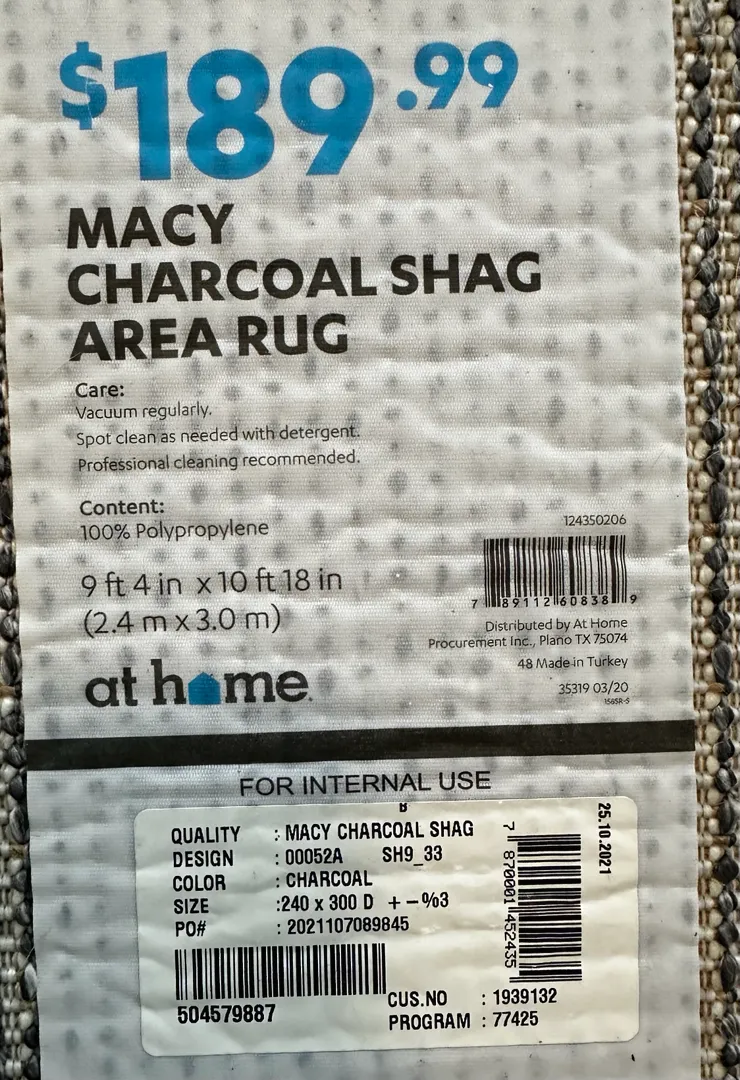 $189.99
MACY
CHARCOAL SHAG
AREA RUG
Care:
Vacuum regularly.
Spot clean as needed with detergent.
Professional cleaning recommended.
Content:
100% Polypropylene
9 ft 4 in x 10 ft 18 in
(2.4 m x 3.0 m)
at home
124350206
7 89112 60838 9
Distributed by At Home
Procurement Inc., Plano TX 75074
48 Made in Turkey
35319 03/20
1565R-S
FOR INTERNAL USE
B
QUALITY : MACY CHARCOAL SHAG
DESIGN : 00052A SH9_33
COLOR : CHARCOAL
SIZE :240 x 300 D + -%3
PO# : 2021107089845
504579887
CUS.NO : 1939132
PROGRAM : 77425
7 870001 452435
25.10.2021